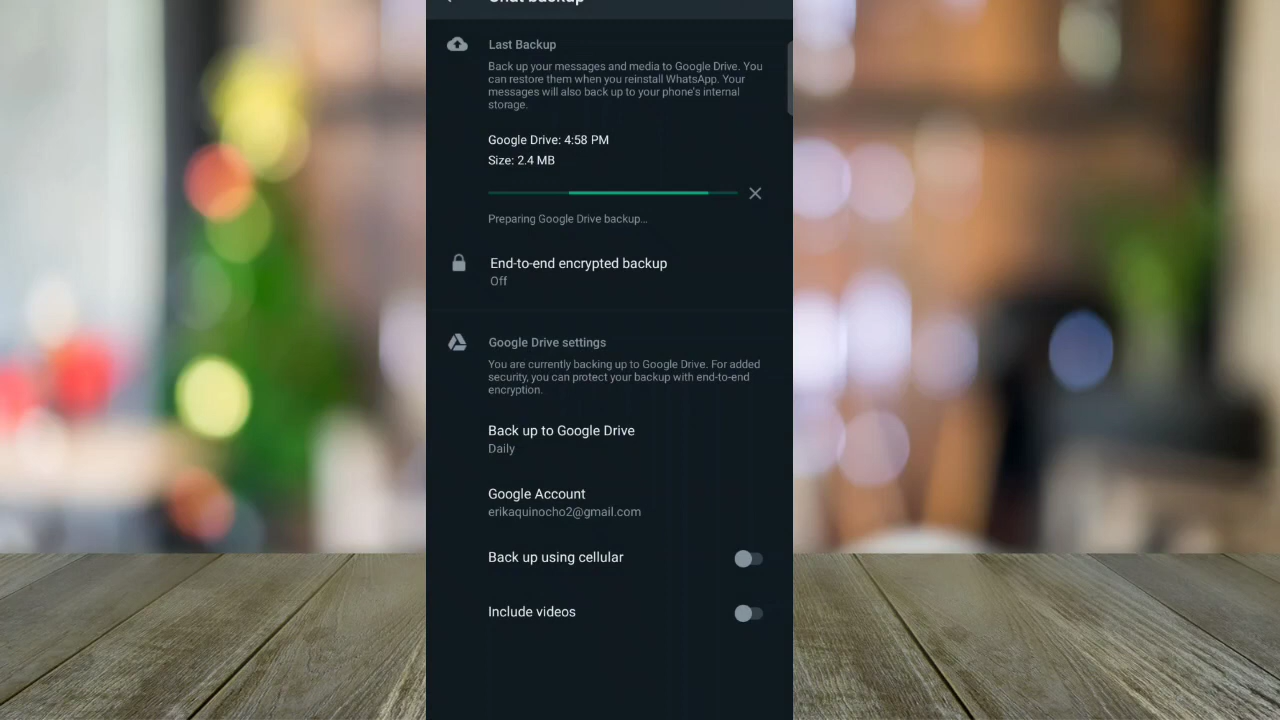 Chat backup
Last Backup
Back up your messages and media to Google Drive. You
can restore them when you reinstall WhatsApp. Your
messages will also back up to your phone's internal
storage.
Google Drive: 4:58 PM
Size: 2.4 MB
Preparing Google Drive backup...
End-to-end encrypted backup
Off
Google Drive settings
You are currently backing up to Google Drive. For added
security, you can protect your backup with end-to-end
encryption.
Back up to Google Drive
Daily
Google Account
erikaquinocho2@gmail.com
Back up using cellular
Include videos